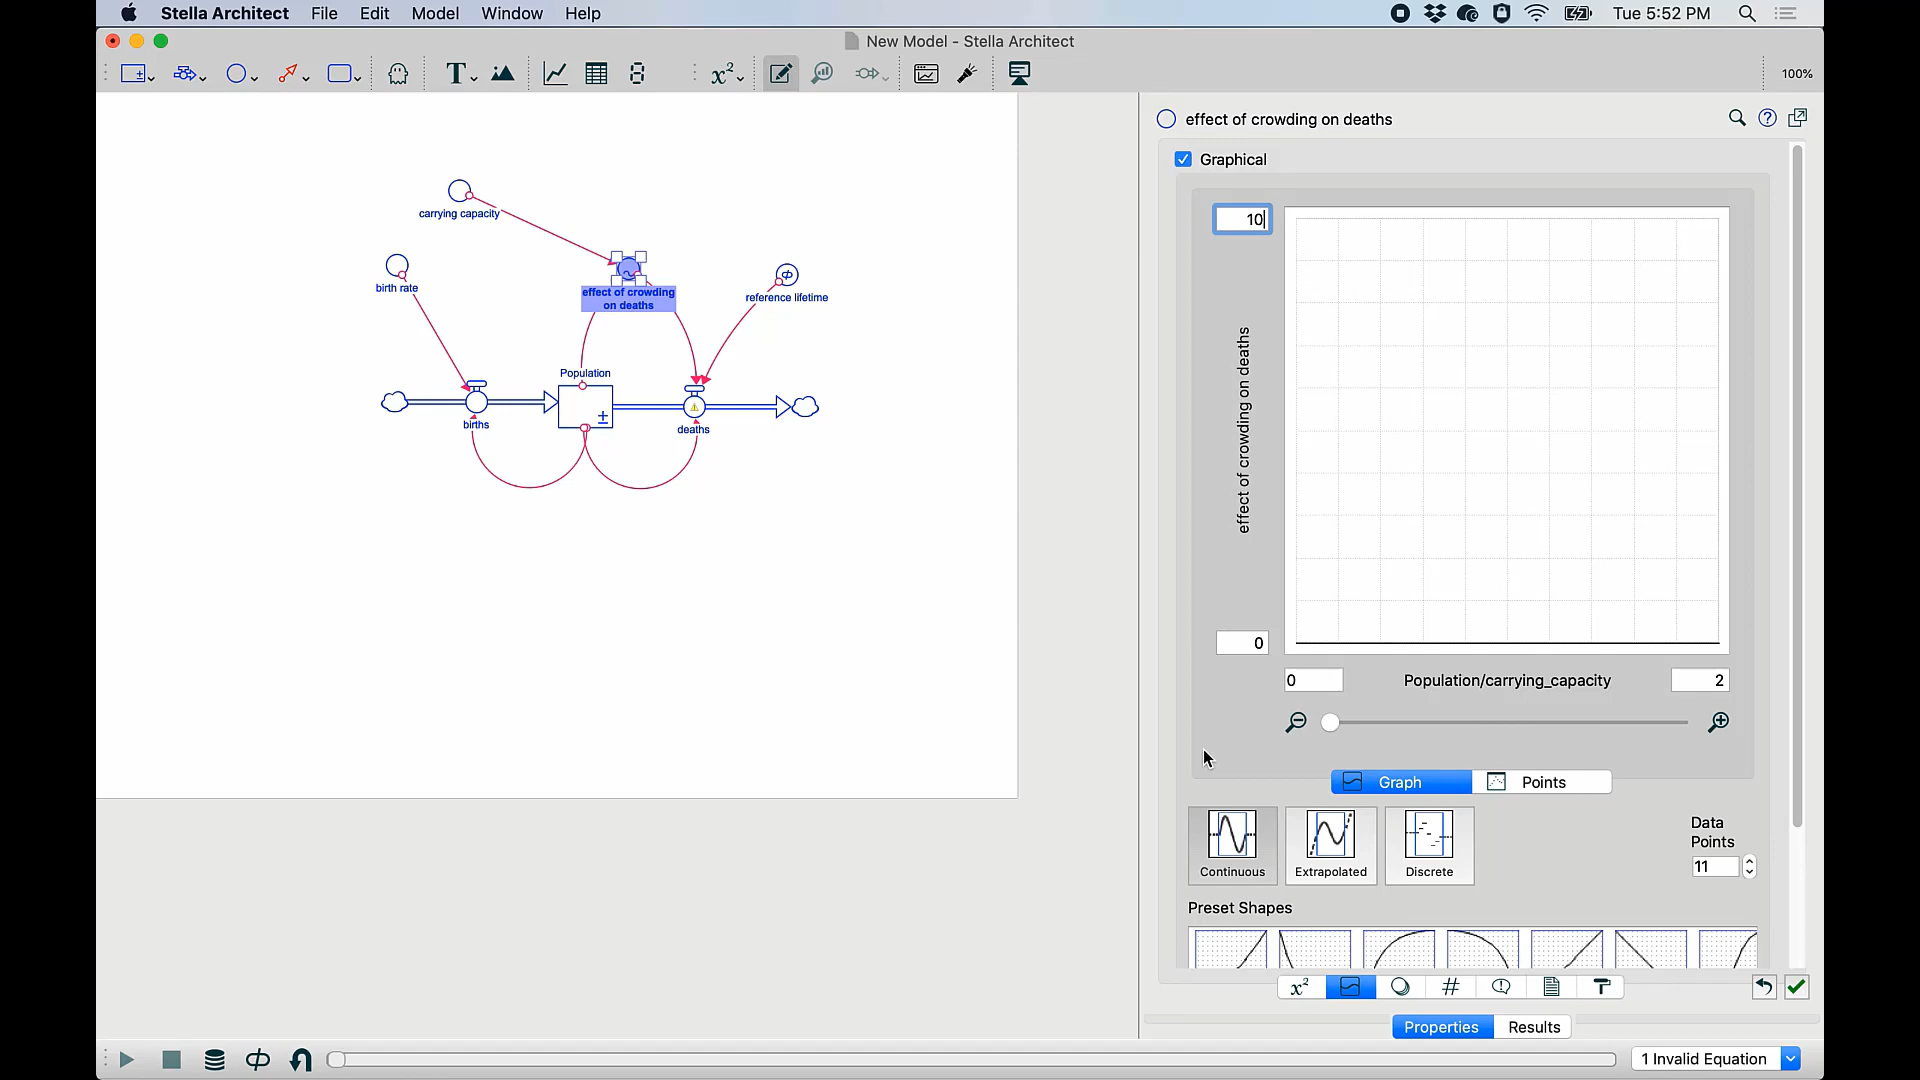 Stella Architect File Edit Model Window Help Tue 5:52 PM
New Model - Stella Architect
T x² 100%
effect of crowding on deaths
Graphical
10
effect of crowding on deaths
0
0 Population/carrying_capacity 2
Graph Points
Continuous Extrapolated Discrete
Data
Points
11
Preset Shapes
x² #
Properties Results
1 Invalid Equation
carrying capacity
birth rate
effect of crowding
on deaths
reference lifetime
Population
births
deaths